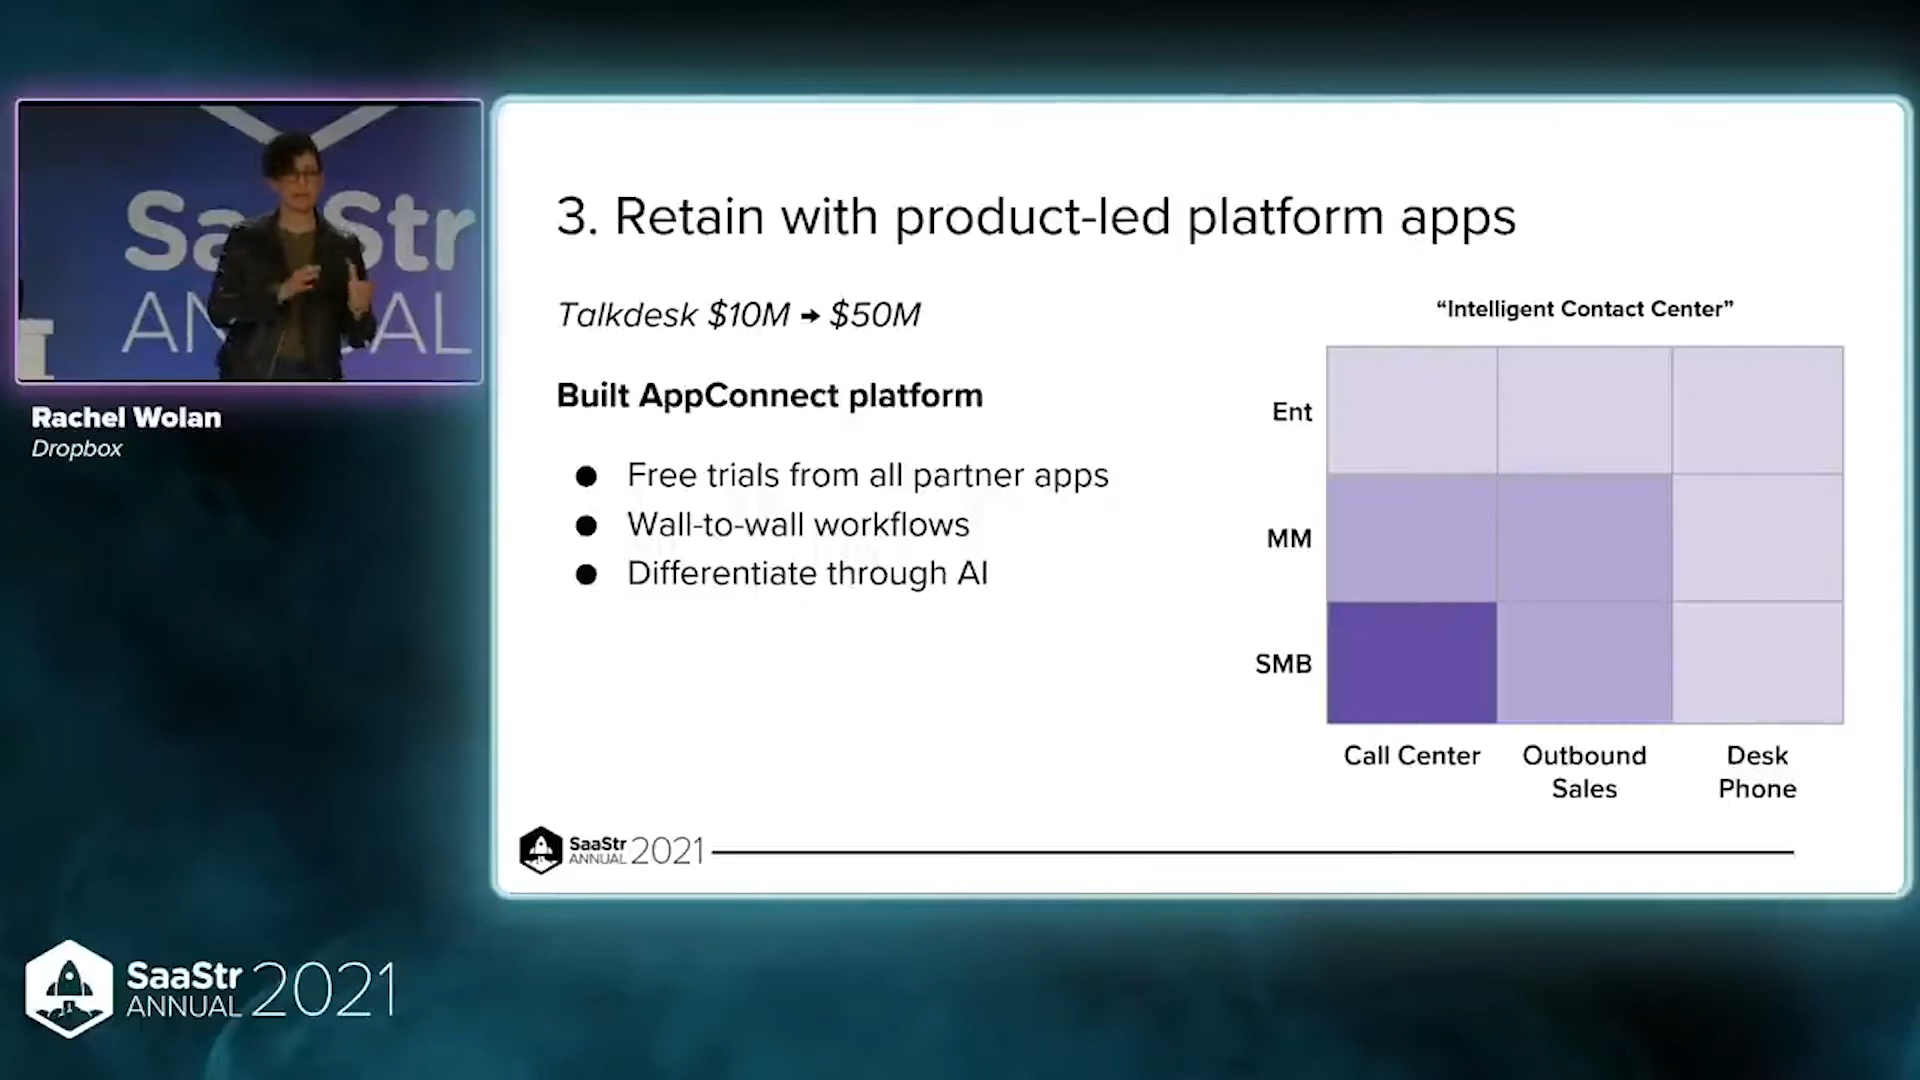 SaaStr
ANNUAL
Rachel Wolan
Dropbox
3. Retain with product-led platform apps
Talkdesk $10M → $50M
Built AppConnect platform
● Free trials from all partner apps
● Wall-to-wall workflows
● Differentiate through AI
“Intelligent Contact Center”
Ent
MM
SMB
Call Center
Outbound
Sales
Desk
Phone
SaaStr
ANNUAL 2021
SaaStr
ANNUAL 2021